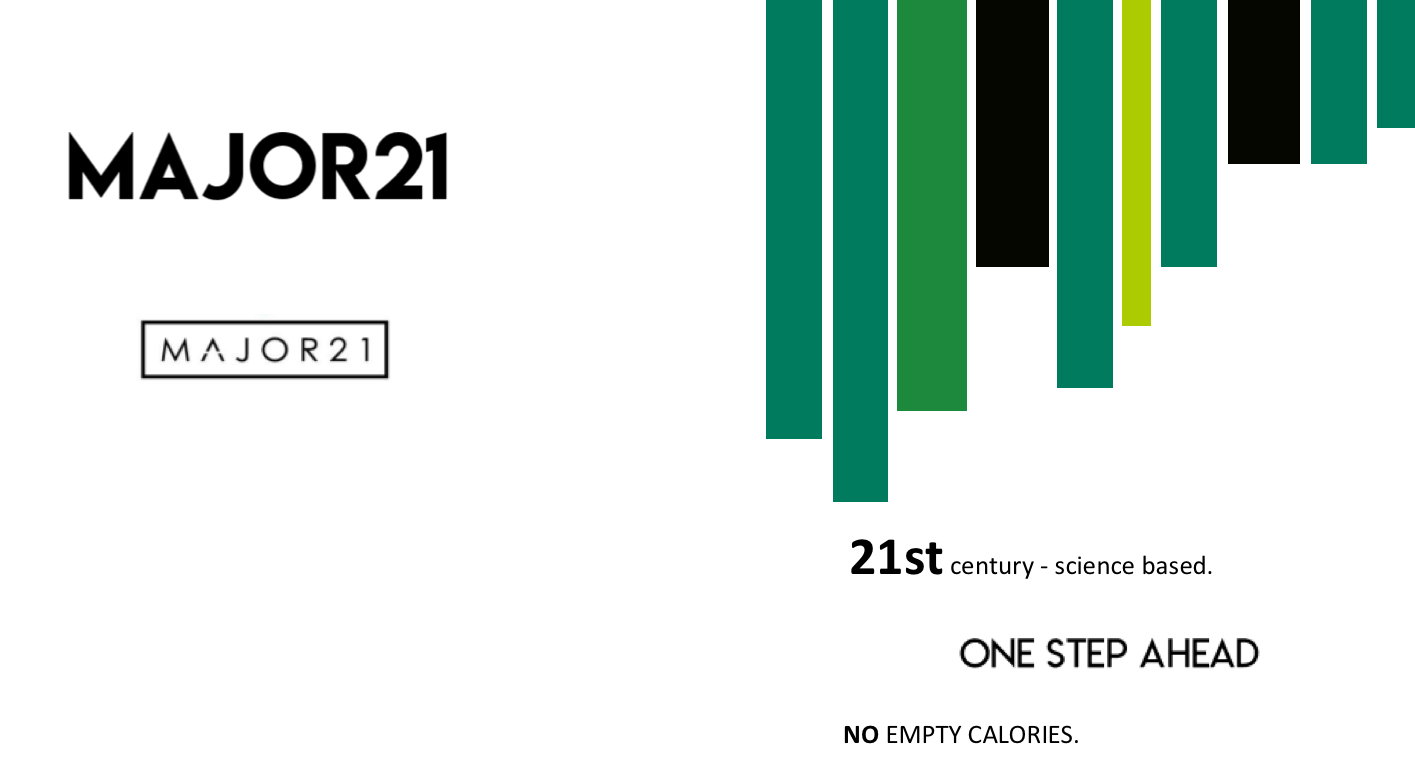 MAJOR21
MAJOR21
21st century - science based.
ONE STEP AHEAD
NO EMPTY CALORIES.